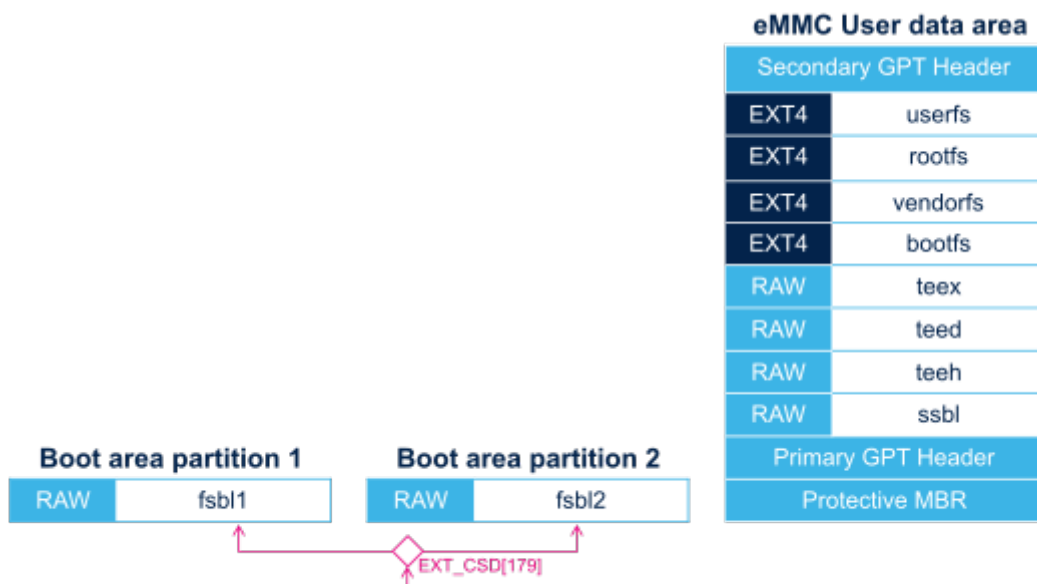 eMMC User data area
Secondary GPT Header
EXT4 userfs
EXT4 rootfs
EXT4 vendorfs
EXT4 bootfs
RAW teex
RAW teed
RAW teeh
RAW ssbl
Primary GPT Header
Protective MBR
Boot area partition 1
RAW fsbl1
Boot area partition 2
RAW fsbl2
EXT_CSD[179]